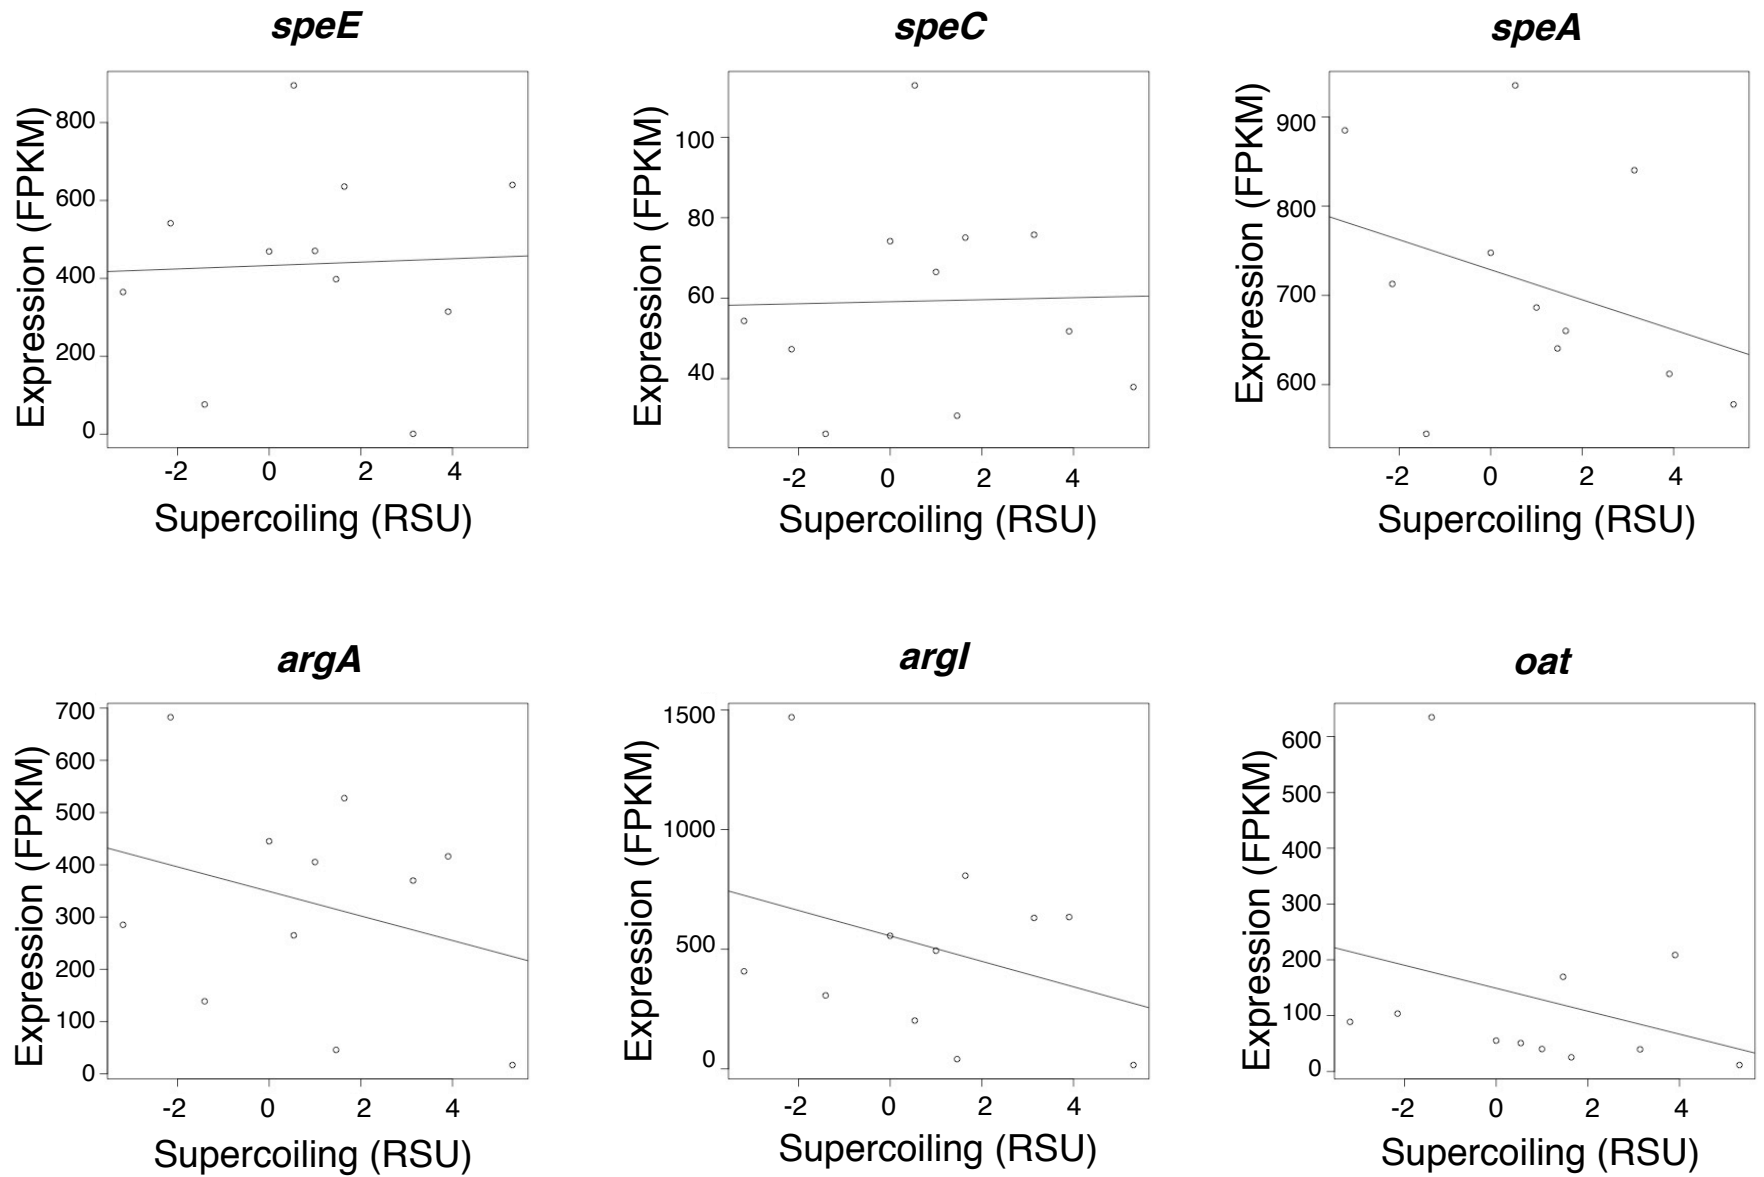 speE
Expression (FPKM)
800
600
400
200
0
-2 0 2 4
Supercoiling (RSU)
speC
Expression (FPKM)
100
80
60
40
-2 0 2 4
Supercoiling (RSU)
speA
Expression (FPKM)
900
800
700
600
-2 0 2 4
Supercoiling (RSU)
argA
Expression (FPKM)
700
600
500
400
300
200
100
0
-2 0 2 4
Supercoiling (RSU)
argI
Expression (FPKM)
1500
1000
500
0
-2 0 2 4
Supercoiling (RSU)
oat
Expression (FPKM)
600
500
400
300
200
100
0
-2 0 2 4
Supercoiling (RSU)